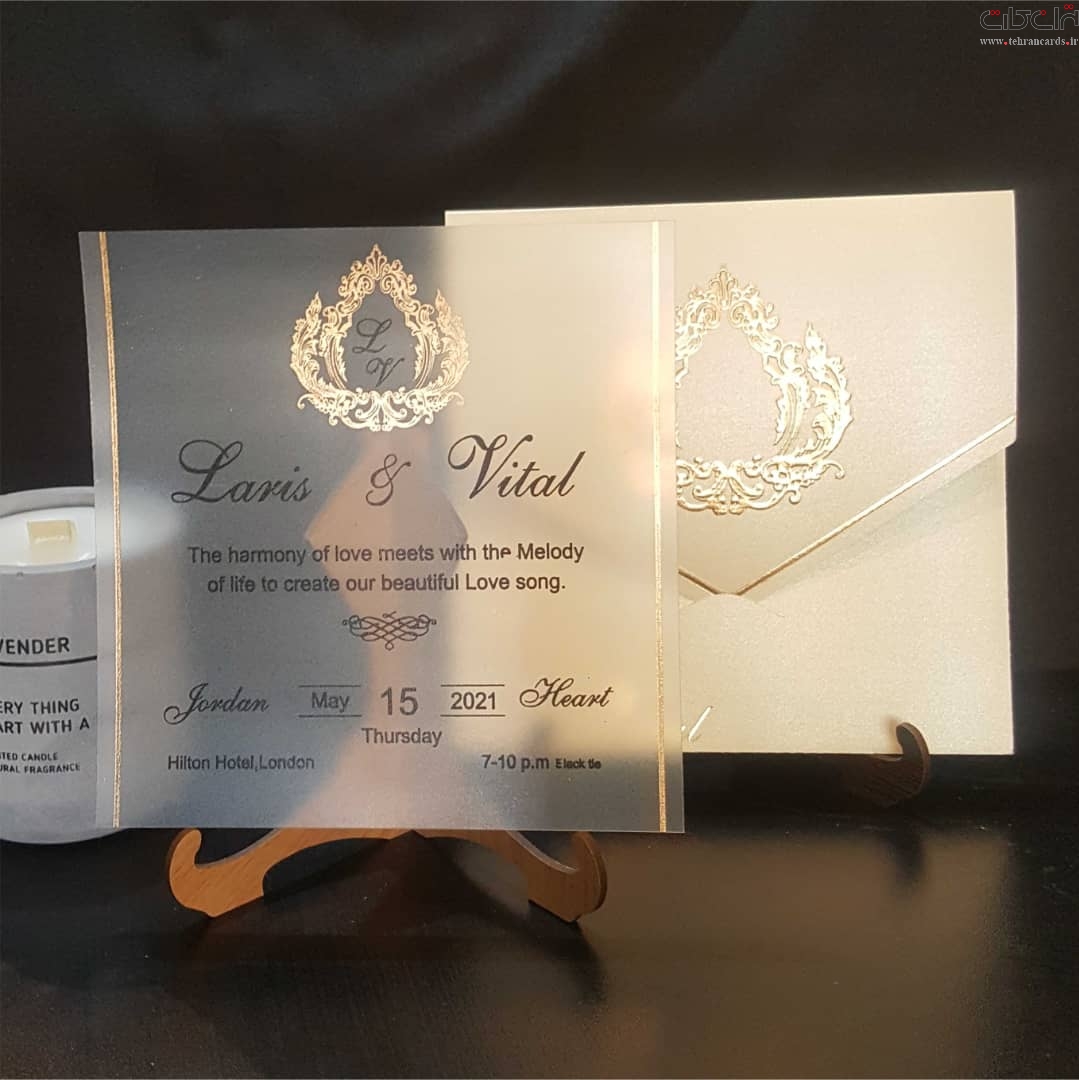 تهران کارت
www.tehrancards.ir
L
V
Laris & Vital
The harmony of love meets with the Melody
of life to create our beautiful Love song.
Jordan May 15 2021 Heart
Thursday
Hilton Hotel,London 7-10 p.m Black tie
VENDER
ERY THING
ART WITH A
TED CANDLE
URAL FRAGRANCE